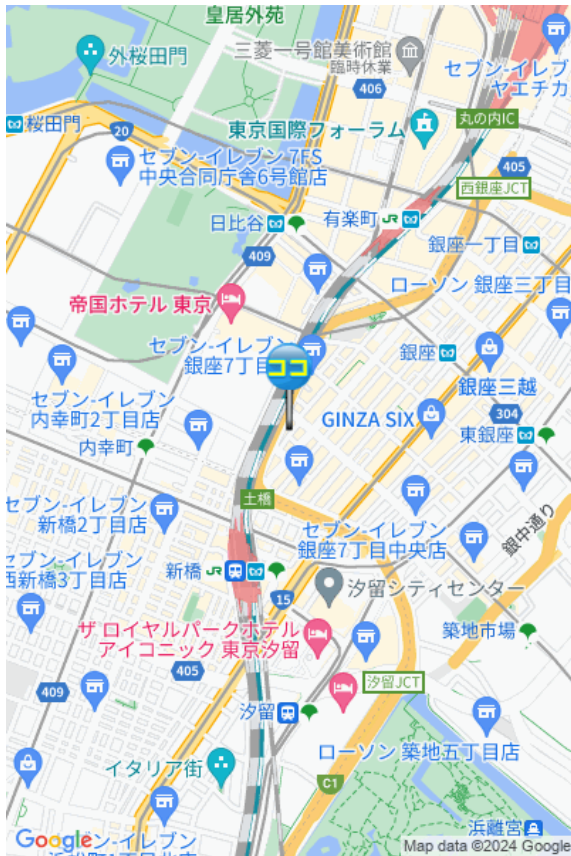 皇居外苑
三菱一号館美術館
臨時休業
外桜田門
セブン-イレブ
ヤエチカ
406
桜田門
20
東京国際フォーラム
丸の内IC
セブン-イレブン 7FS
中央合同庁舎6号館店
405
西銀座JCT
日比谷
有楽町 JR
銀座一丁目
409
ローソン 銀座三丁目
帝国ホテル 東京
セブン-イレブン
銀座7丁目
ココ
銀座
銀座三越
セブン-イレブン
内幸町2丁目店
GINZA SIX
304
東銀座
内幸町
土橋
セブン-イレブン
新橋2丁目店
セブン-イレブン
銀座7丁目中央店
銀中通り
セブン-イレブン
西新橋3丁目店
新橋 JR
汐留シティセンター
15
ザ ロイヤルパークホテル
アイコニック 東京汐留
築地市場
405
409
汐留JCT
汐留
ローソン 築地五丁目店
イタリア街
C1
浜離宮
Google
セブン-イレブン
Map data ©2024 Google